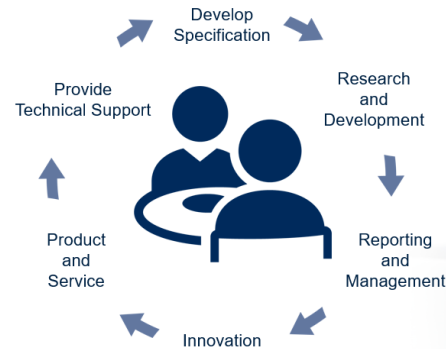 Develop
Specification
Research
and
Development
Reporting
and
Management
Innovation
Product
and
Service
Provide
Technical Support